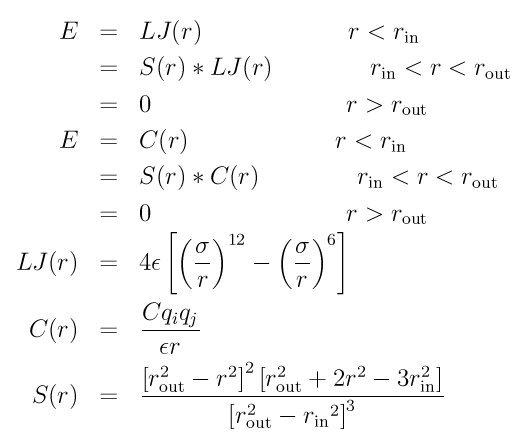 E = LJ(r) r < r_in
= S(r) * LJ(r) r_in < r < r_out
= 0 r > r_out
E = C(r) r < r_in
= S(r) * C(r) r_in < r < r_out
= 0 r > r_out
LJ(r) = 4ϵ [(σ/r)^12 − (σ/r)^6]
C(r) = Cq_iq_j / ϵr
S(r) = [r_out^2 − r^2]^2 [r_out^2 + 2r^2 − 3r_in^2] / [r_out^2 − r_in^2]^3